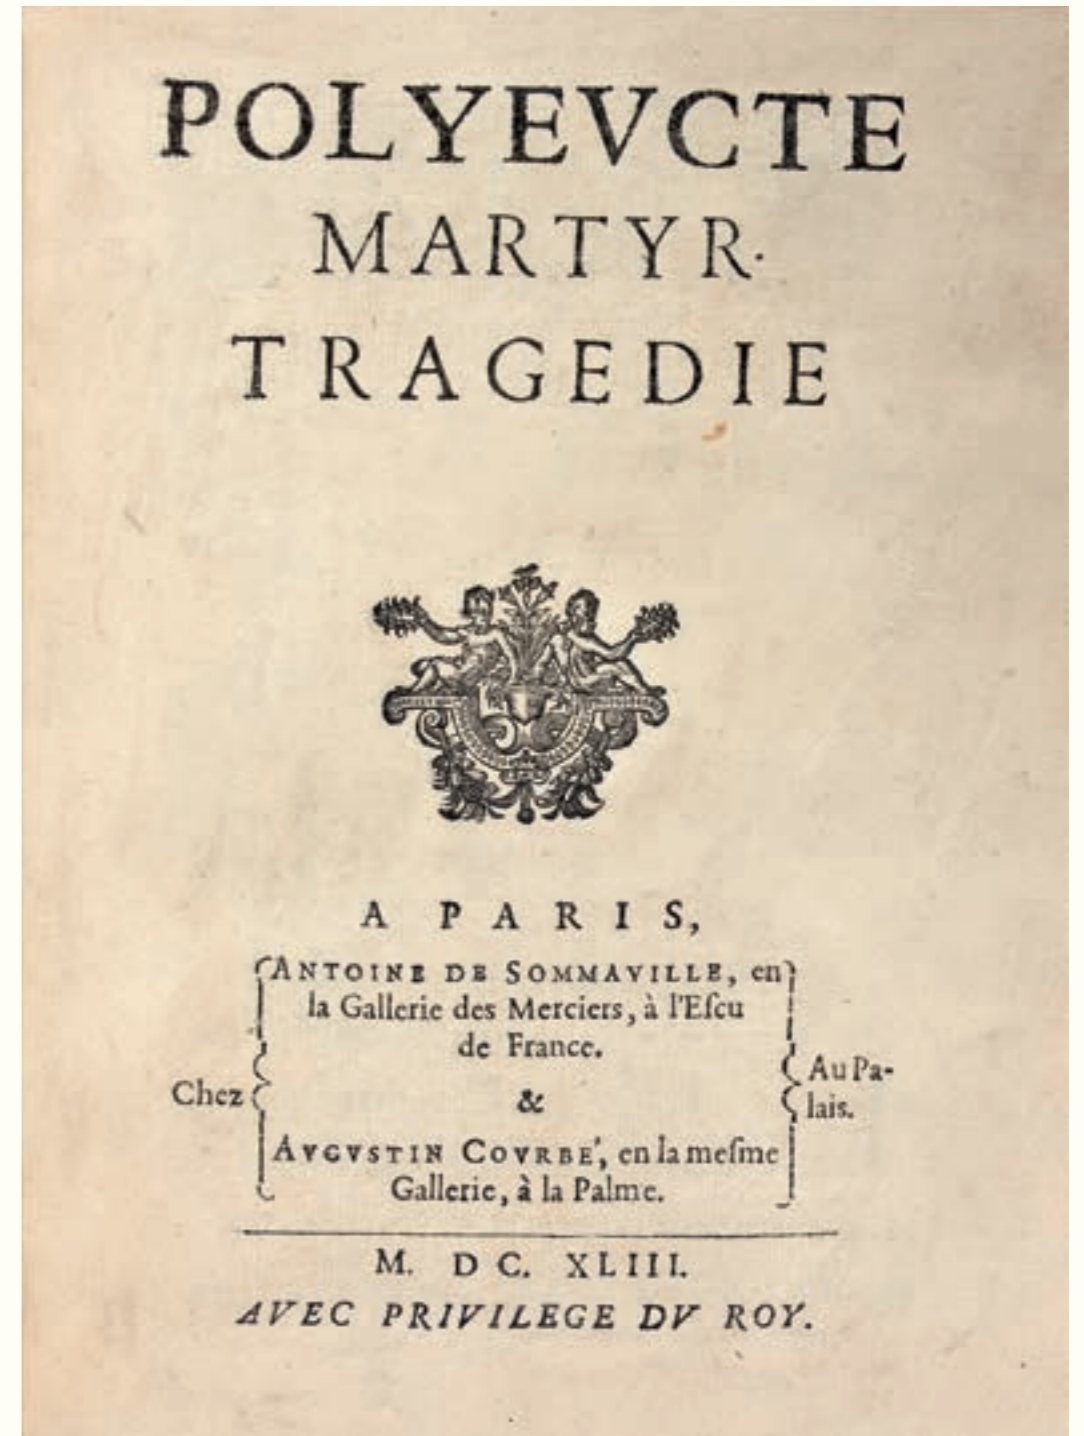 POLYEVCTE
MARTYR.
TRAGEDIE
A PARIS,
Chez
ANTOINE DE SOMMAVILLE, en
la Gallerie des Merciers, à l'Eſcu
de France.
&
AVGVSTIN COVRBE', en la meſme
Gallerie, à la Palme.
Au Pa-
lais.
M. DC. XLIII.
AVEC PRIVILEGE DV ROY.